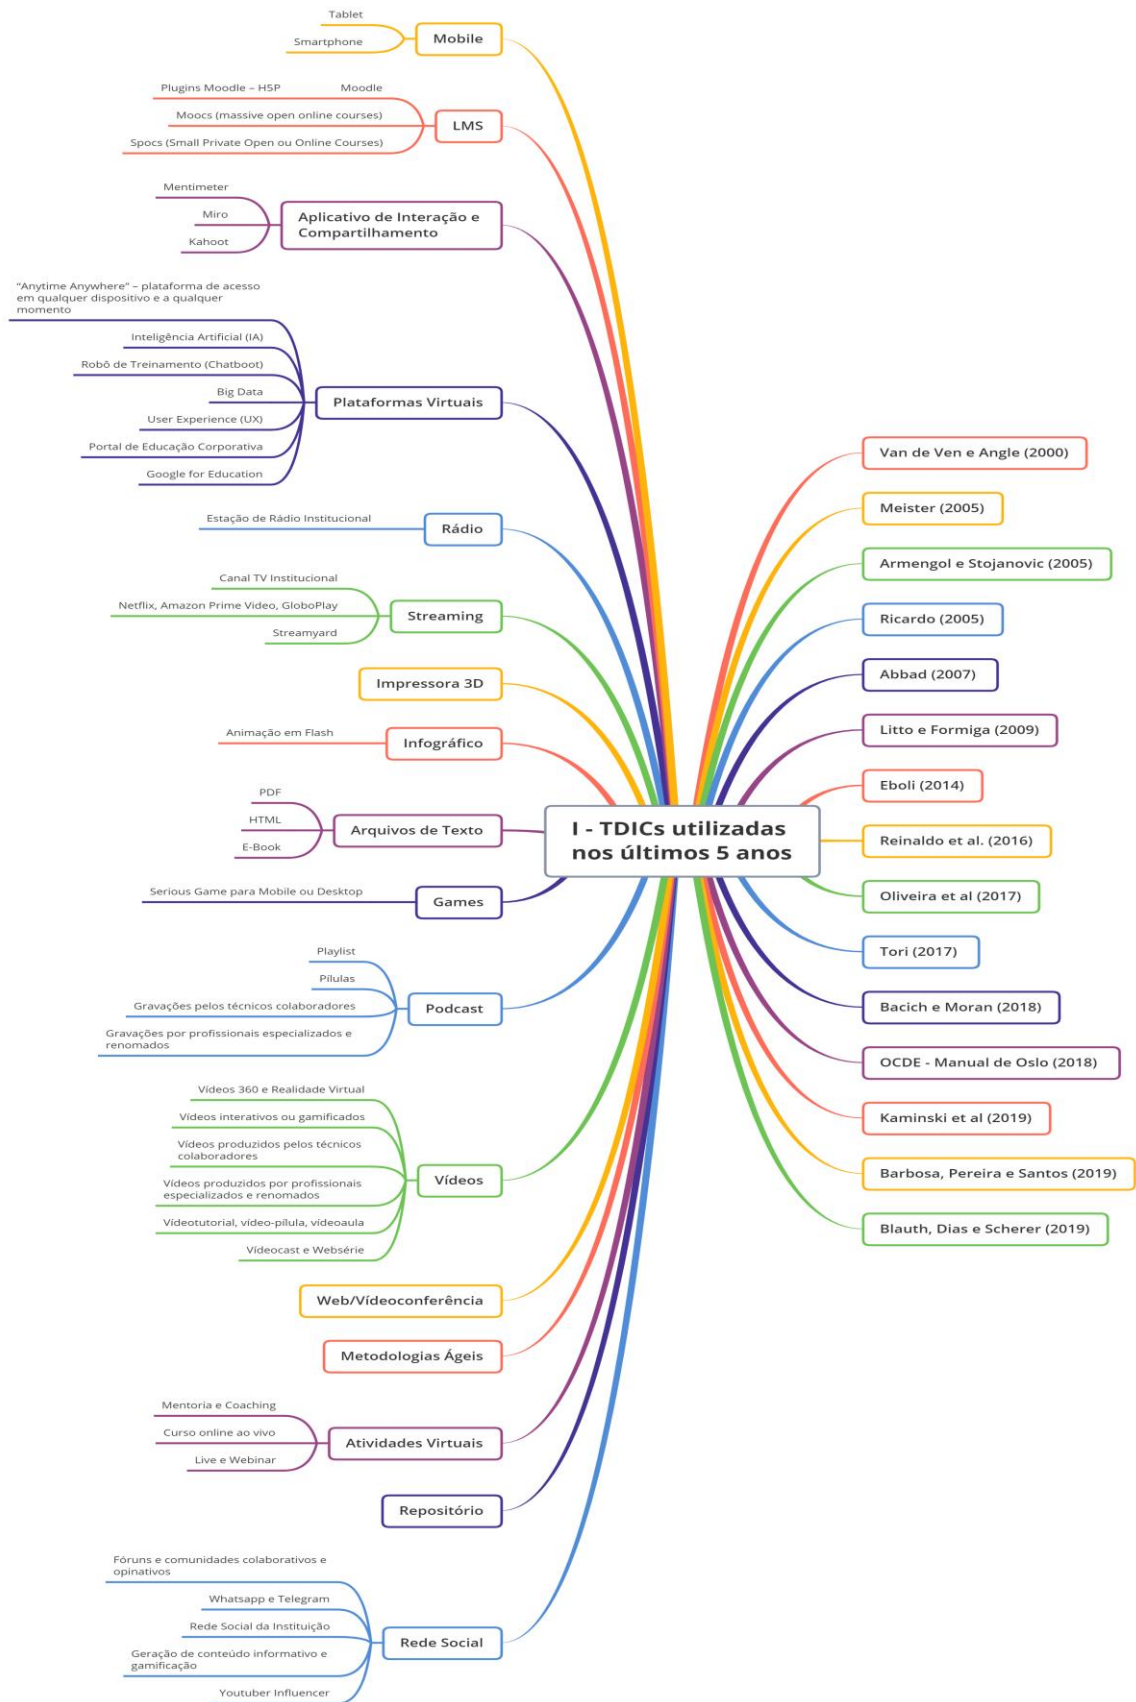 Tablet
Smartphone
Mobile
Plugins Moodle – H5P
Moodle
Moocs (massive open online courses)
Spocs (Small Private Open ou Online Courses)
LMS
Mentimeter
Miro
Kahoot
Aplicativo de Interação e
Compartilhamento
"Anytime Anywhere" – plataforma de acesso
em qualquer dispositivo e a qualquer
momento
Inteligência Artificial (IA)
Robô de Treinamento (Chatboot)
Big Data
User Experience (UX)
Portal de Educação Corporativa
Google for Education
Plataformas Virtuais
Estação de Rádio Institucional
Rádio
Canal TV Institucional
Netflix, Amazon Prime Video, GloboPlay
Streamyard
Streaming
Impressora 3D
Animação em Flash
Infográfico
PDF
HTML
E-Book
Arquivos de Texto
Serious Game para Mobile ou Desktop
Games
Playlist
Pílulas
Gravações pelos técnicos colaboradores
Gravações por profissionais especializados e
renomados
Podcast
Vídeos 360 e Realidade Virtual
Vídeos interativos ou gamificados
Vídeos produzidos pelos técnicos
colaboradores
Vídeos produzidos por profissionais
especializados e renomados
Vídeotutorial, vídeo-pílula, vídeoaula
Vídeocast e Websérie
Vídeos
Web/Vídeoconferência
Metodologias Ágeis
Mentoria e Coaching
Curso online ao vivo
Live e Webinar
Atividades Virtuais
Repositório
Fóruns e comunidades colaborativos e
opinativos
Whatsapp e Telegram
Rede Social da Instituição
Geração de conteúdo informativo e
gamificação
Youtuber Influencer
Rede Social
I - TDICs utilizadas
nos últimos 5 anos
Van de Ven e Angle (2000)
Meister (2005)
Armengol e Stojanovic (2005)
Ricardo (2005)
Abbad (2007)
Litto e Formiga (2009)
Eboli (2014)
Reinaldo et al. (2016)
Oliveira et al (2017)
Tori (2017)
Bacich e Moran (2018)
OCDE - Manual de Oslo (2018)
Kaminski et al (2019)
Barbosa, Pereira e Santos (2019)
Blauth, Dias e Scherer (2019)